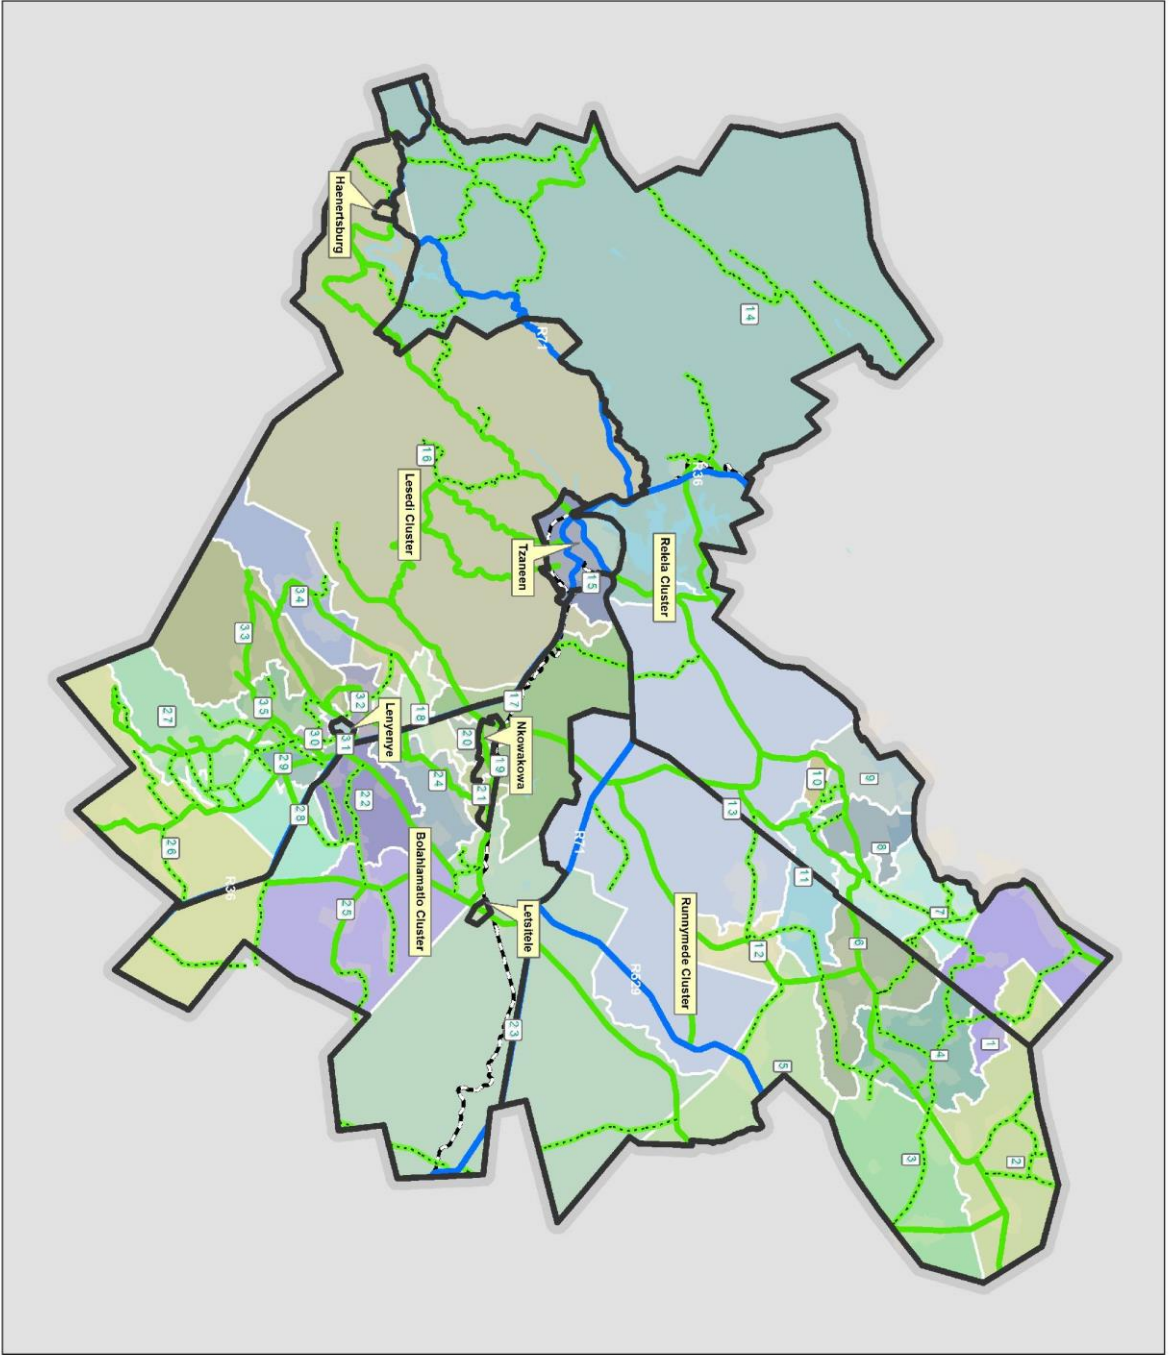 2
1
4
7
3
8
9
6
10
11
5
12
14
13
R36
Runnymede Cluster
Relela Cluster
R529
15
R71
R71
Letsitele
Tzaneen
Nkowakowa
17
23
19
21
20
24
16
18
Bolahlamatlo Cluster
Lesedi Cluster
Lenyenye
22
32
31
25
Haenertsburg
30
34
28
29
35
33
R36
26
27